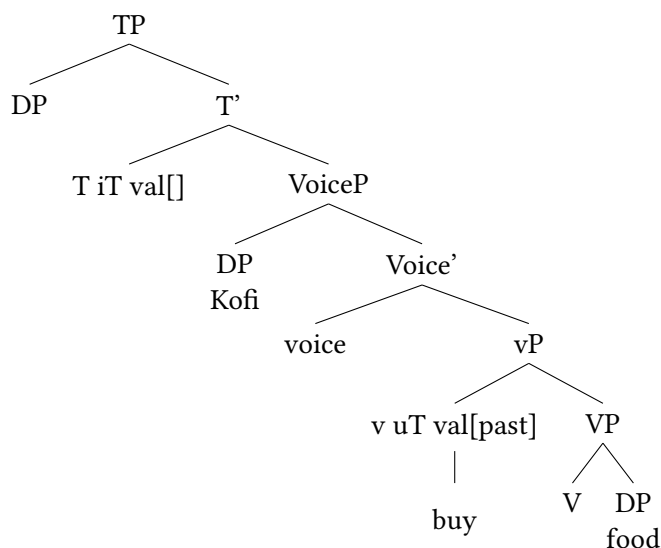 TP
DP T’
T iT val[] VoiceP
DP Voice’
Kofi
voice vP
v uT val[past] VP
V DP
buy food